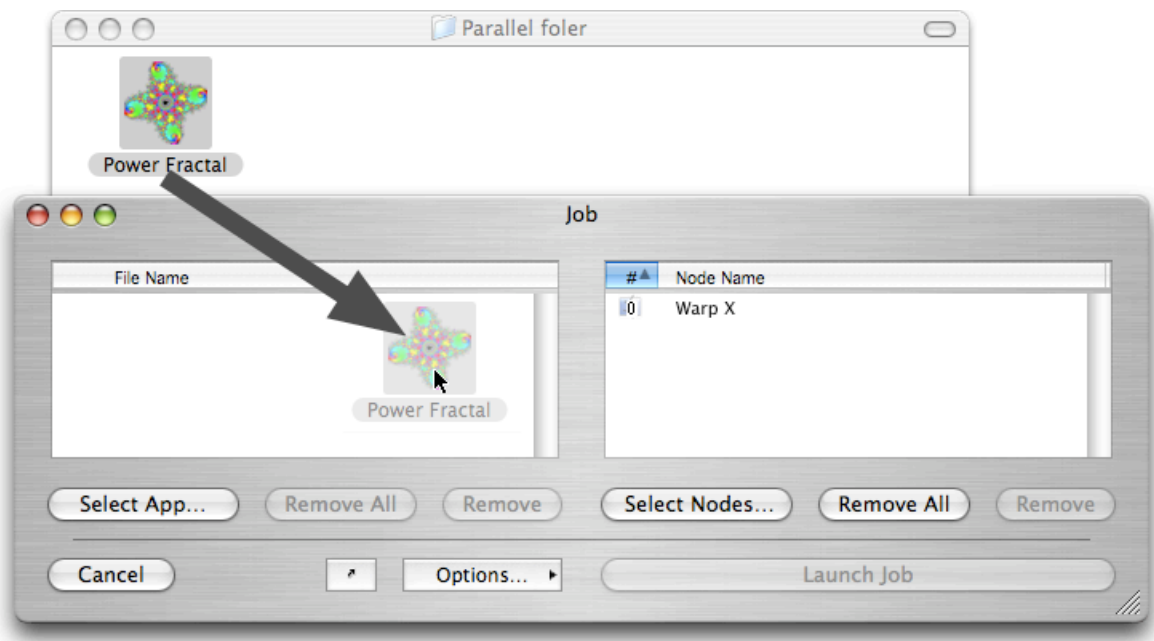 Parallel foler
Power Fractal
Job
File Name
# Node Name
0 Warp X
Power Fractal
Select App... Remove All Remove Select Nodes... Remove All Remove
Cancel Options... Launch Job